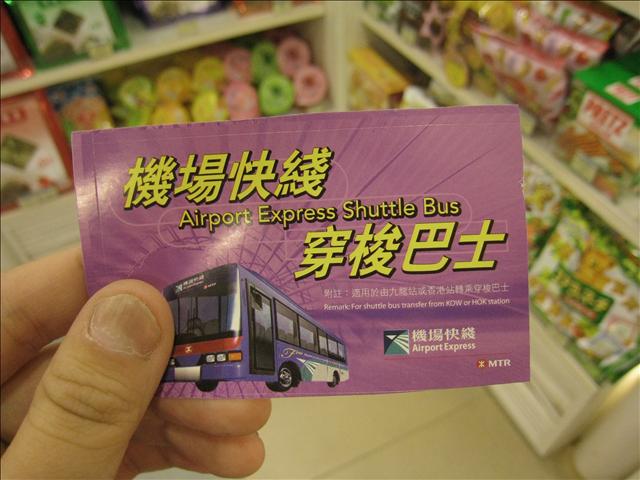 機場快綫
Airport Express Shuttle Bus
穿梭巴士
附註：適用於由九龍站或香港站轉乘穿梭巴士
Remark: For shuttle bus transfer from KOW or HOK station
機場快綫
Airport Express
MTR
MTR
PRETZ